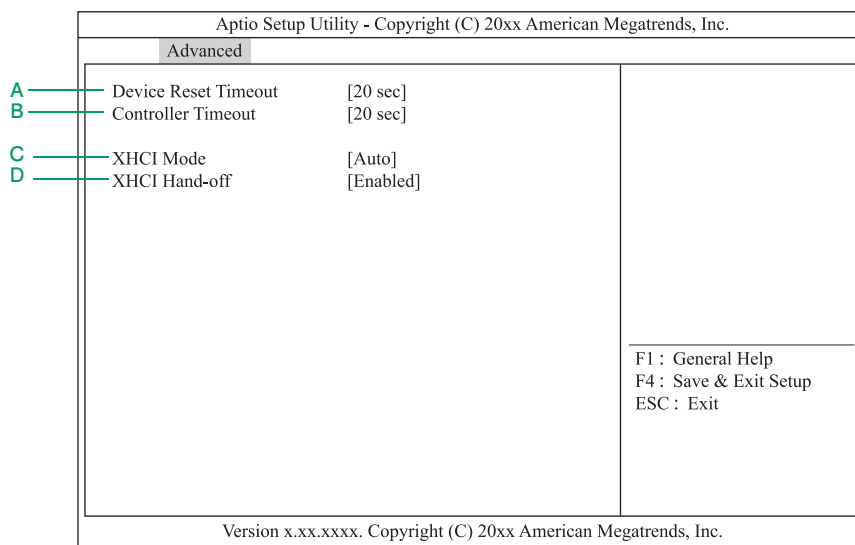 Aptio Setup Utility - Copyright (C) 20xx American Megatrends, Inc.
Advanced
A Device Reset Timeout [20 sec]
B Controller Timeout [20 sec]
C XHCI Mode [Auto]
D XHCI Hand-off [Enabled]
F1 : General Help
F4 : Save & Exit Setup
ESC : Exit
Version x.xx.xxxx. Copyright (C) 20xx American Megatrends, Inc.